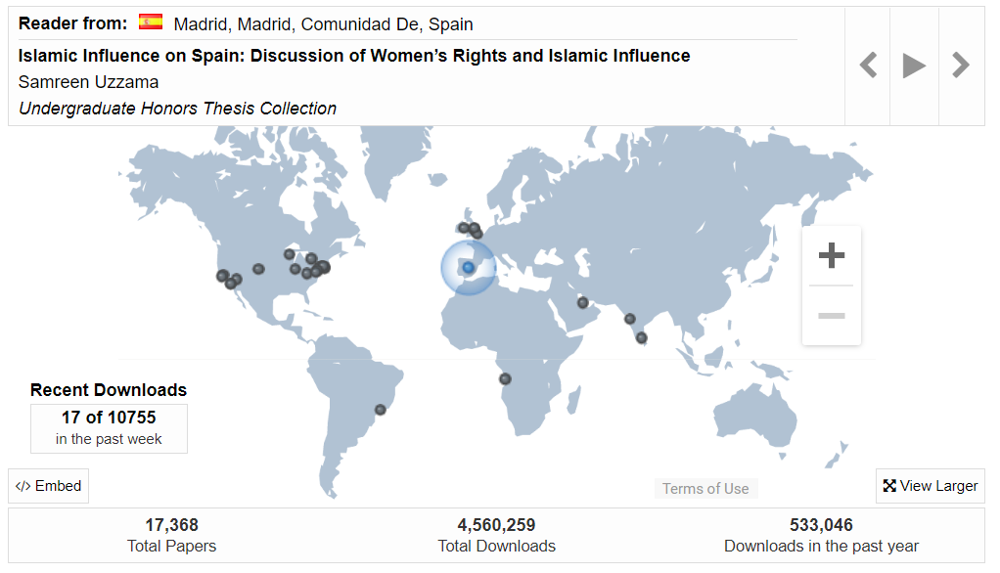 Reader from: Madrid, Madrid, Comunidad De, Spain
Islamic Influence on Spain: Discussion of Women’s Rights and Islamic Influence
Samreen Uzzama
Undergraduate Honors Thesis Collection
Recent Downloads
17 of 10755
in the past week
</> Embed
Terms of Use
View Larger
17,368
Total Papers
4,560,259
Total Downloads
533,046
Downloads in the past year